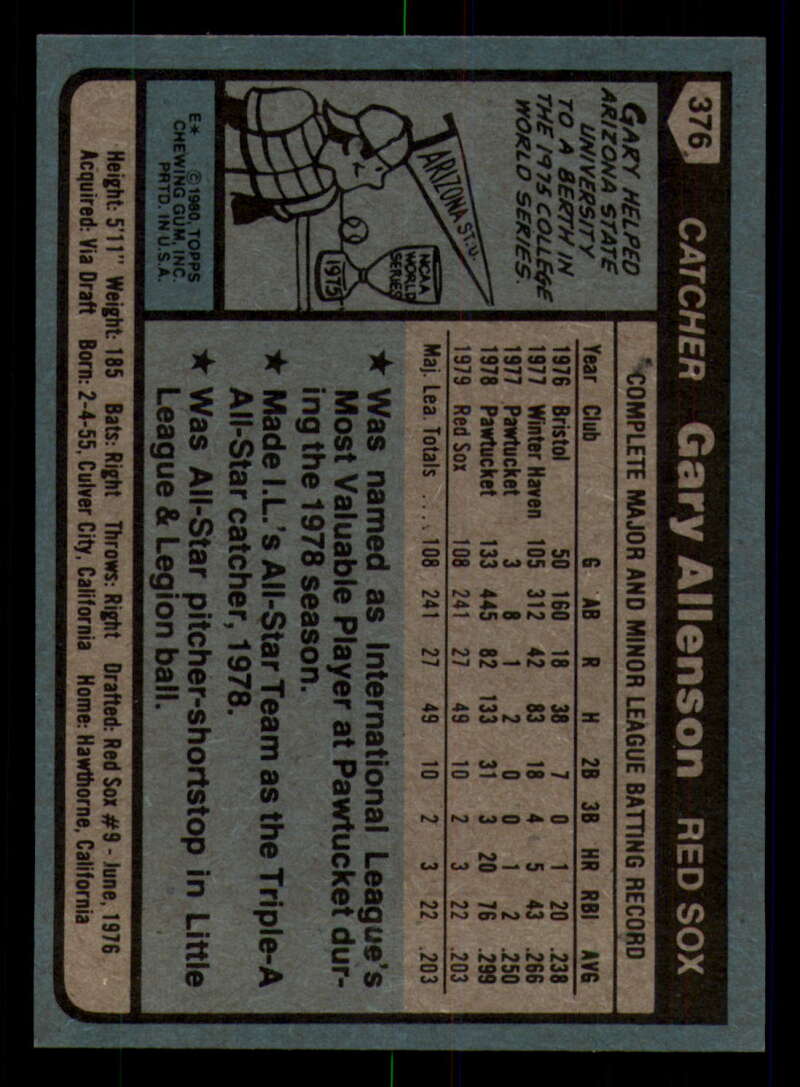 376
CATCHER Gary Allenson RED SOX
GARY HELPED
ARIZONA STATE
UNIVERSITY
TO A BERTH IN
THE 1975 COLLEGE
WORLD SERIES.
ARIZONA ST. U.
NCAA
WORLD
SERIES
1975
E* © 1980, TOPPS
CHEWING GUM, INC.
PRTD. IN U.S.A.
COMPLETE MAJOR AND MINOR LEAGUE BATTING RECORD
Year Club G AB R H 2B 3B HR RBI AVG
1976 Bristol 50 160 18 38 7 0 1 20 .238
1977 Winter Haven 105 312 42 83 18 4 5 43 .266
1977 Pawtucket 3 8 1 2 0 0 1 2 .250
1978 Pawtucket 133 445 82 133 31 3 20 76 .299
1979 Red Sox 108 241 27 49 10 2 3 22 .203
Maj. Lea. Totals .... 108 241 27 49 10 2 3 22 .203
★ Was named as International League's
Most Valuable Player at Pawtucket dur-
ing the 1978 season.
★ Made I.L.'s All-Star Team as the Triple-A
All-Star catcher, 1978.
★ Was All-Star pitcher-shortstop in Little
League & Legion ball.
Height: 5'11" Weight: 185 Bats: Right Throws: Right Drafted: Red Sox #9 - June, 1976
Acquired: Via Draft Born: 2-4-55, Culver City, California Home: Hawthorne, California